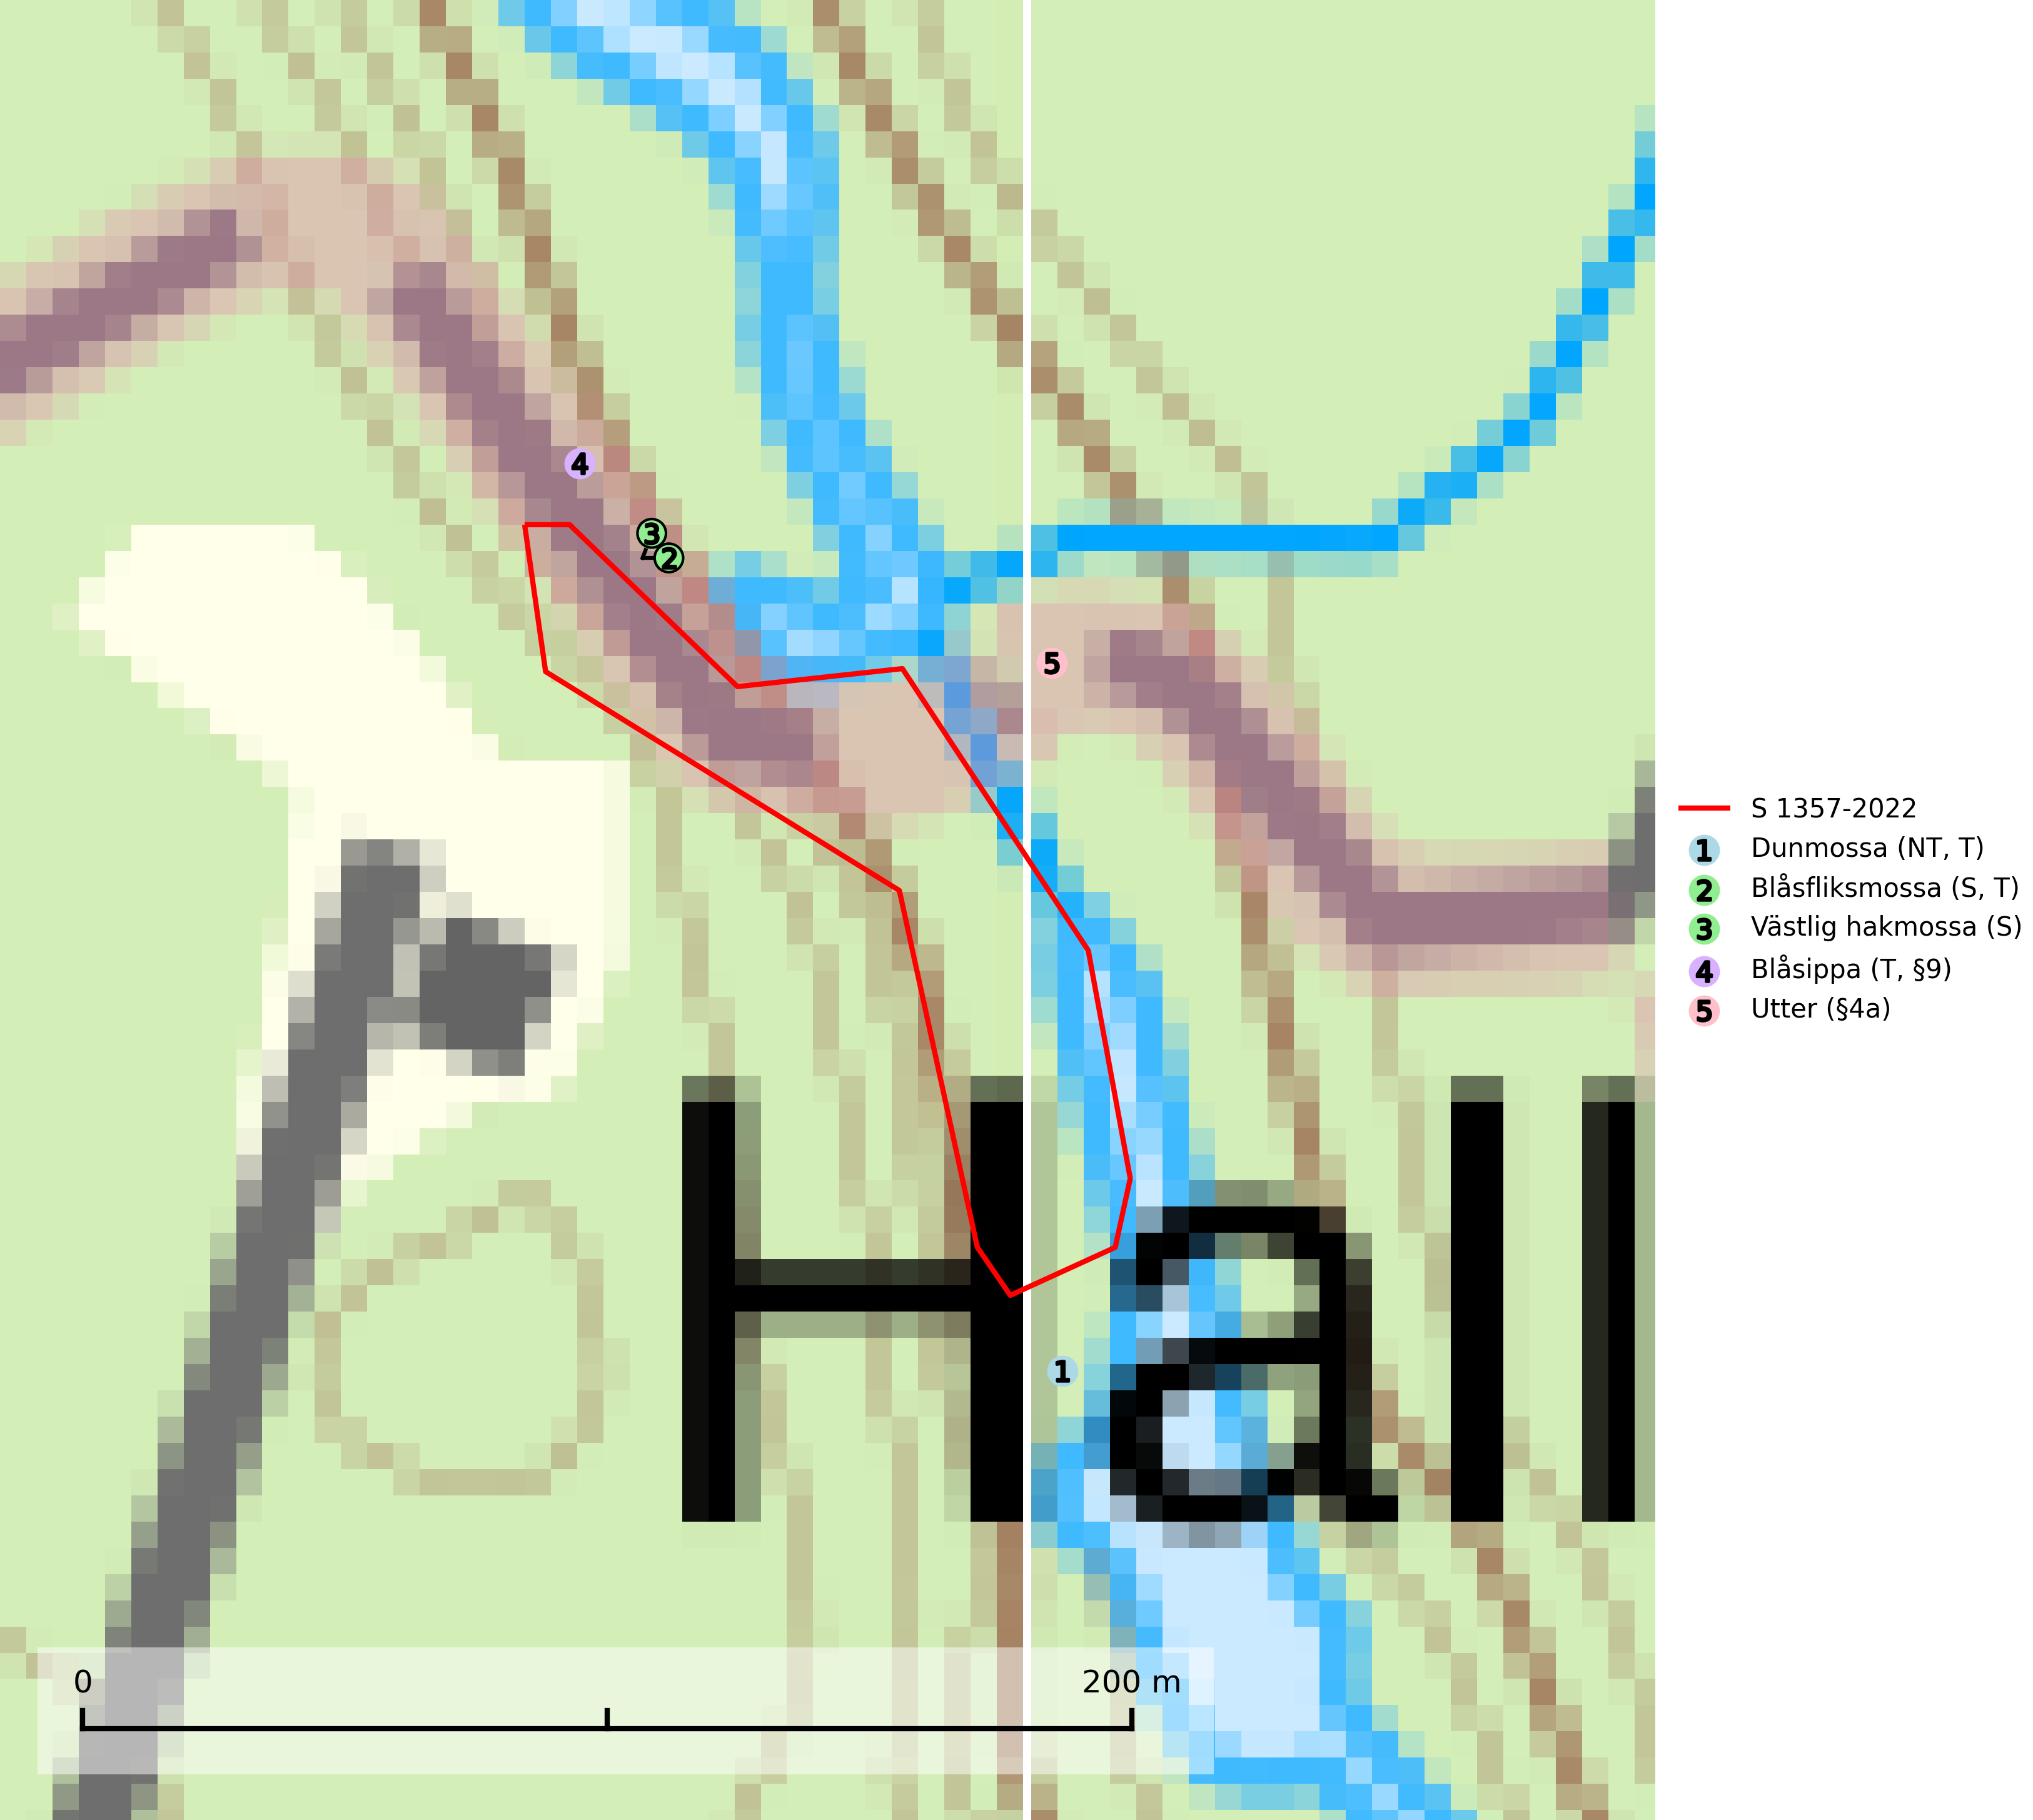 4
3
2
5
Hall
1
S 1357-2022
1 Dunmossa (NT, T)
2 Blåsfliksmossa (S, T)
3 Västlig hakmossa (S)
4 Blåsippa (T, §9)
5 Utter (§4a)
0 200 m